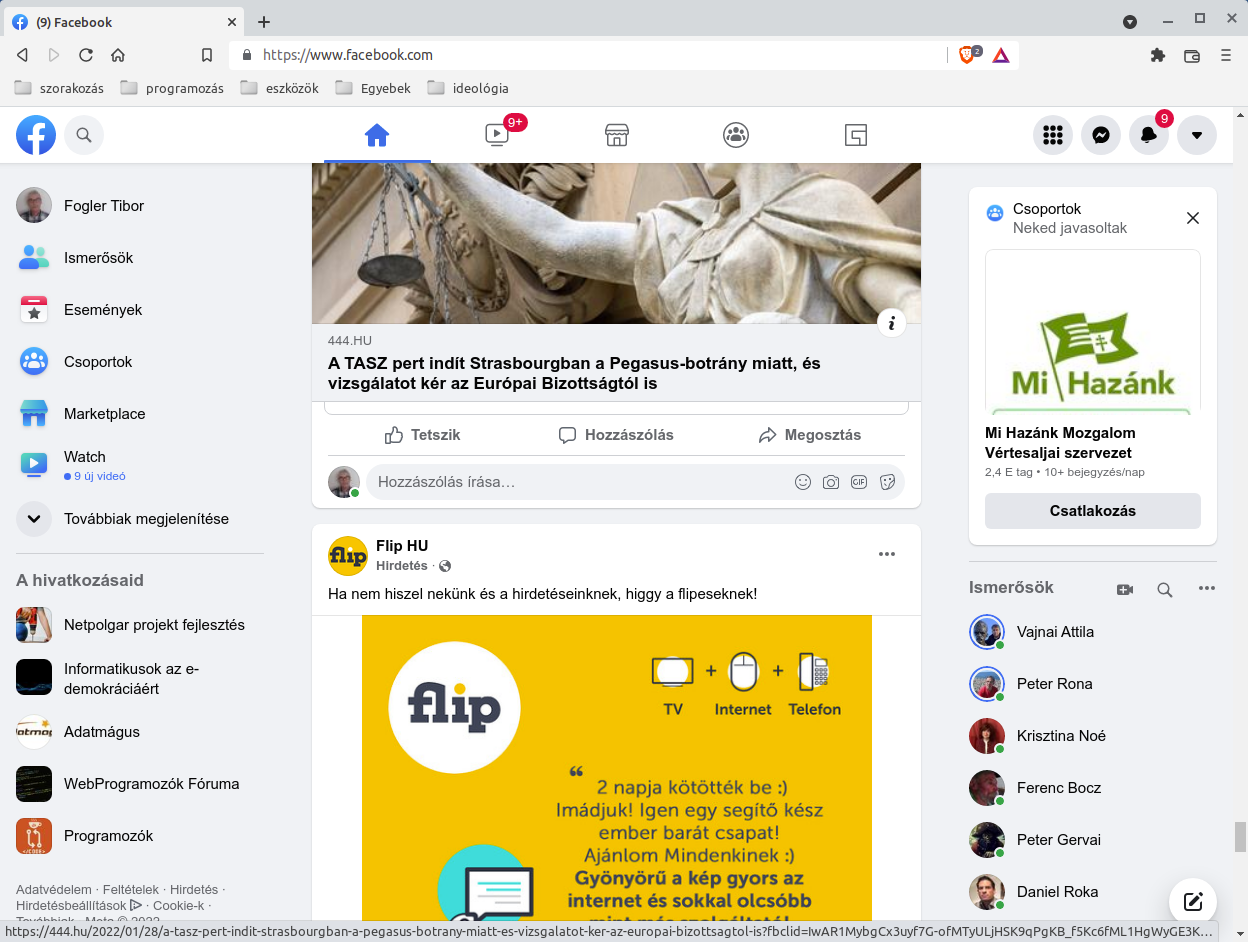 (9) Facebook
https://www.facebook.com
2
szorakozás
programozás
eszközök
Egyebek
ideológia
9+
9
Fogler Tibor
Ismerősök
Események
Csoportok
Marketplace
Watch
9 új videó
Továbbiak megjelenítése
A hivatkozásaid
Netpolgar projekt fejlesztés
Informatikusok az e-
demokráciáért
Adatmágus
WebProgramozók Fóruma
Programozók
Adatvédelem · Feltételek · Hirdetés ·
Hirdetésbeállítások · Cookie-k ·
Továbbiak · Meta © 2022
444.HU
A TASZ pert indít Strasbourgban a Pegasus-botrány miatt, és
vizsgálatot kér az Európai Bizottságtól is
Tetszik
Hozzászólás
Megosztás
Hozzászólás írása…
GIF
flip
Flip HU
Hirdetés ·
Ha nem hiszel nekünk és a hirdetéseinknek, higgy a flipeseknek!
flip
+ +
TV Internet Telefon
“ 2 napja kötötték be :)
Imádjuk! Igen egy segítő kész
ember barát csapat!
Ajánlom Mindenkinek :)
Gyönyörű a kép gyors az
internet és sokkal olcsóbb
mint más szolgáltató!
Csoportok
Neked javasoltak
Mi Hazánk
Mi Hazánk Mozgalom
Vértesaljai szervezet
2,4 E tag • 10+ bejegyzés/nap
Csatlakozás
Ismerősök
Vajnai Attila
Peter Rona
Krisztina Noé
Ferenc Bocz
Peter Gervai
Daniel Roka
https://444.hu/2022/01/28/a-tasz-pert-indit-strasbourgban-a-pegasus-botrany-miatt-es-vizsgalatot-ker-az-europai-bizottsagtol-is?fbclid=IwAR1MybgCx3uyf7G-ofMTyULjHSK9qPgKB_f5Kc6fML1HgWyGE3K…